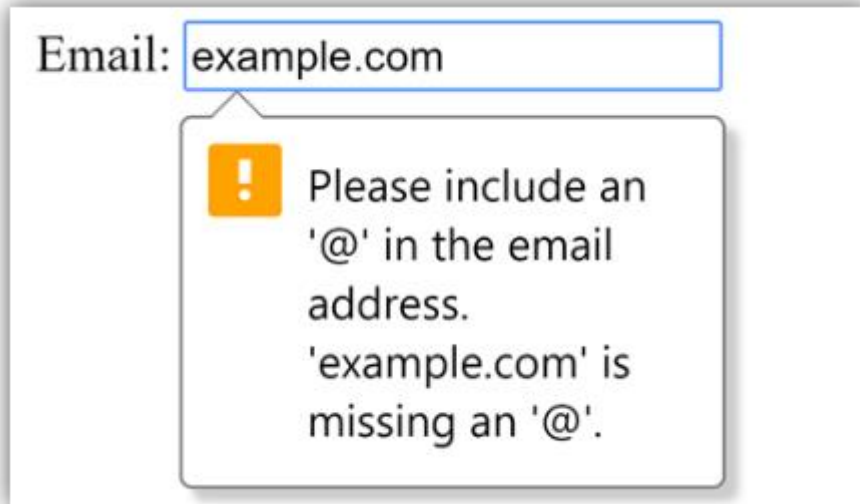 Email: example.com
!
Please include an
'@' in the email
address.
'example.com' is
missing an '@'.